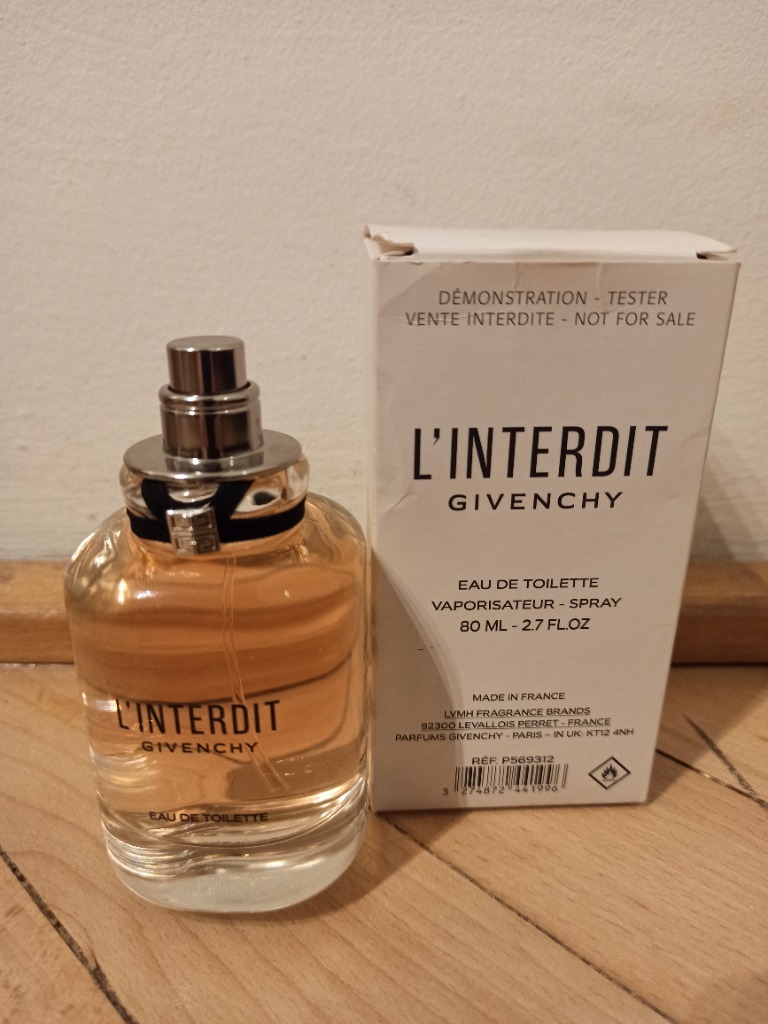 DÉMONSTRATION - TESTER
VENTE INTERDITE - NOT FOR SALE
L'INTERDIT
GIVENCHY
EAU DE TOILETTE
VAPORISATEUR - SPRAY
80 ML - 2.7 FL.OZ
MADE IN FRANCE
LVMH FRAGRANCE BRANDS
92300 LEVALLOIS PERRET - FRANCE
PARFUMS GIVENCHY - PARIS – IN UK: KT12 4NH
RÉF. P569312
3 274872 441996
L'INTERDIT
GIVENCHY
EAU DE TOILETTE